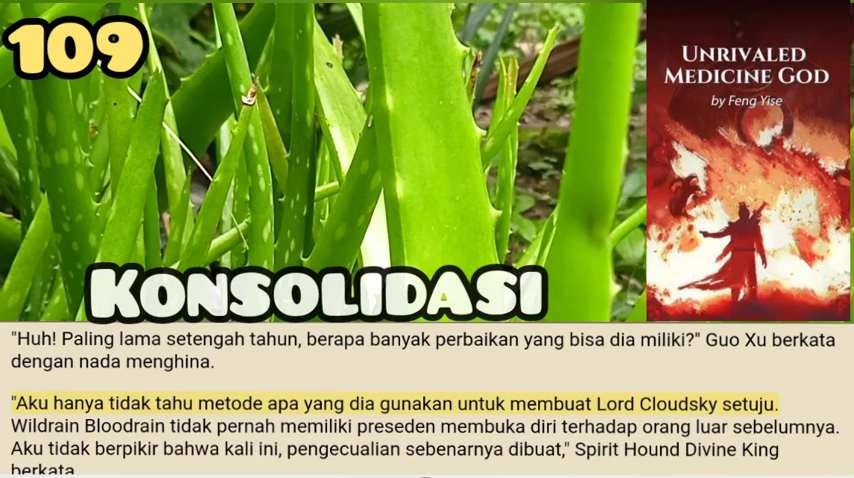 109
UNRIVALED
MEDICINE GOD
by Feng Yise
KONSOLIDASI
"Huh! Paling lama setengah tahun, berapa banyak perbaikan yang bisa dia miliki?" Guo Xu berkata
dengan nada menghina.
"Aku hanya tidak tahu metode apa yang dia gunakan untuk membuat Lord Cloudsky setuju.
Wildrain Bloodrain tidak pernah memiliki preseden membuka diri terhadap orang luar sebelumnya.
Aku tidak berpikir bahwa kali ini, pengecualian sebenarnya dibuat," Spirit Hound Divine King
berkata